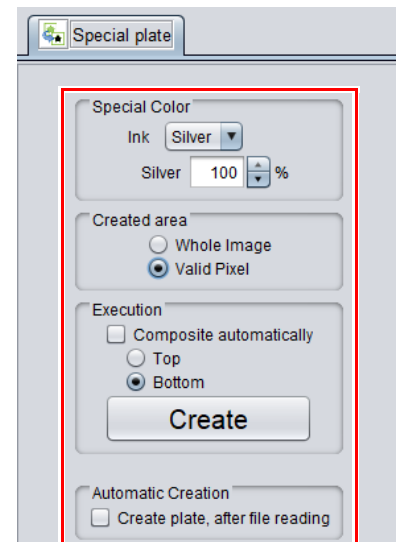 Special plate
Special Color
Ink Silver
Silver 100 %
Created area
Whole Image
Valid Pixel
Execution
Composite automatically
Top
Bottom
Create
Automatic Creation
Create plate, after file reading